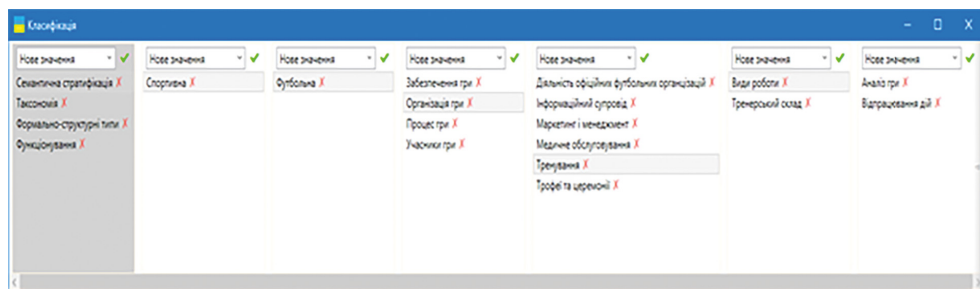 Класифікація
Нове значення
Семантична стратифікація
Таксономія
Формально-структурні типи
Функціонування
Нове значення
Спортивна
Нове значення
Футбольна
Нове значення
Забезпечення гри
Організація гри
Процес гри
Учасники гри
Нове значення
Діяльність офіційних футбольних організацій
Інформаційний супровід
Маркетинг і менеджмент
Медичне обслуговування
Тренування
Трофеї та церемонії
Нове значення
Види роботи
Тренерський склад
Нове значення
Аналіз гри
Відпрацювання дій